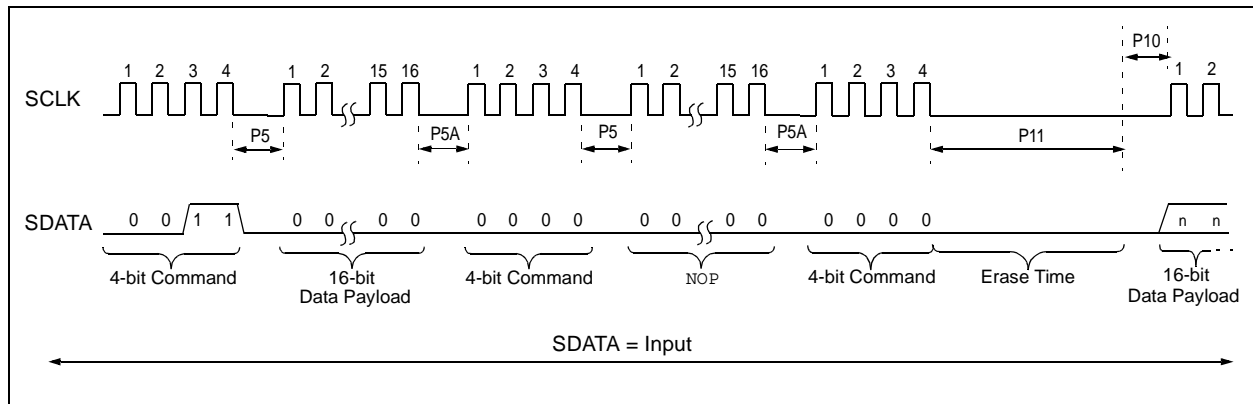 P10
1 2 3 4 1 2 15 16 1 2 3 4 1 2 15 16 1 2 3 4 1 2
SCLK
P5 P5A P5 P5A P11
SDATA
0 0 1 1 0 0 0 0 0 0 0 0 0 0 0 0 0 0 0 0 n n
4-bit Command 16-bit Data Payload 4-bit Command NOP 4-bit Command Erase Time 16-bit Data Payload
SDATA = Input